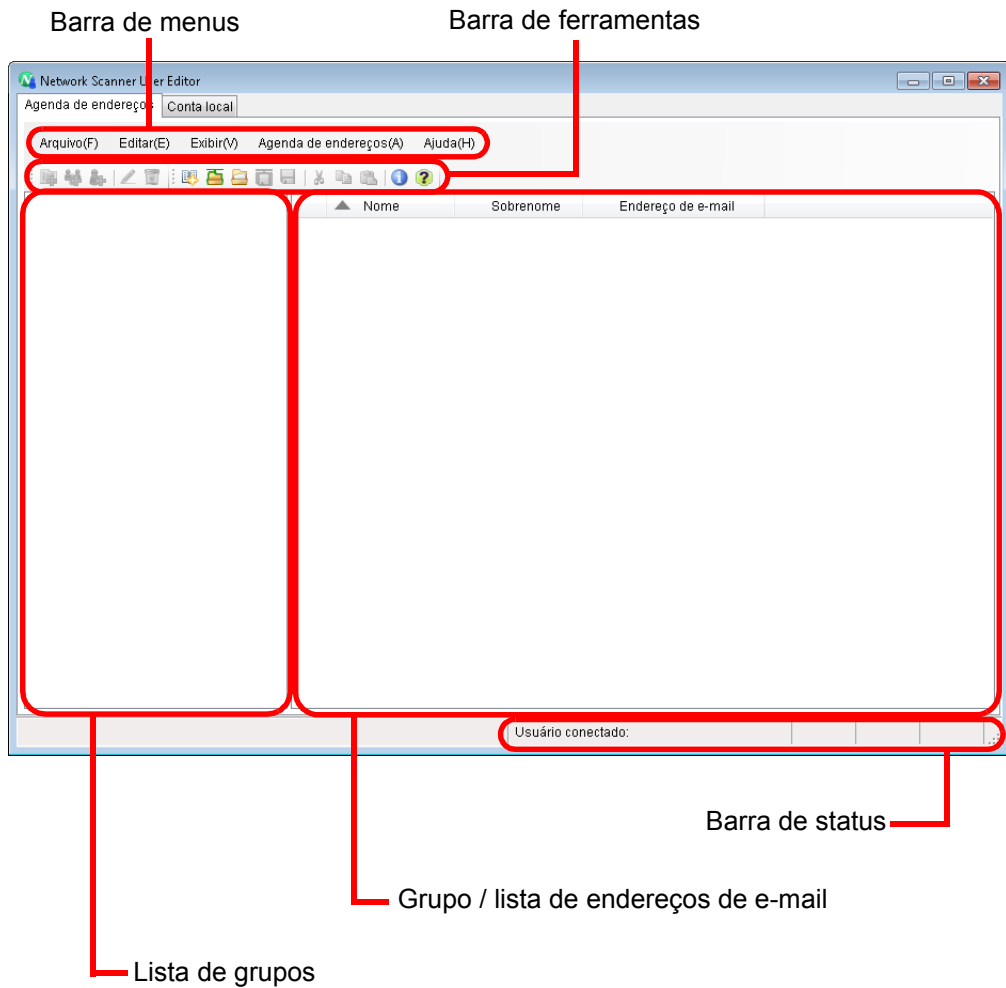 Barra de menus
Barra de ferramentas
Network Scanner User Editor
Agenda de endereços
Conta local
Arquivo(F) Editar(E) Exibir(V) Agenda de endereços(A) Ajuda(H)
Nome Sobrenome Endereço de e-mail
Usuário conectado:
Barra de status
Grupo / lista de endereços de e-mail
Lista de grupos